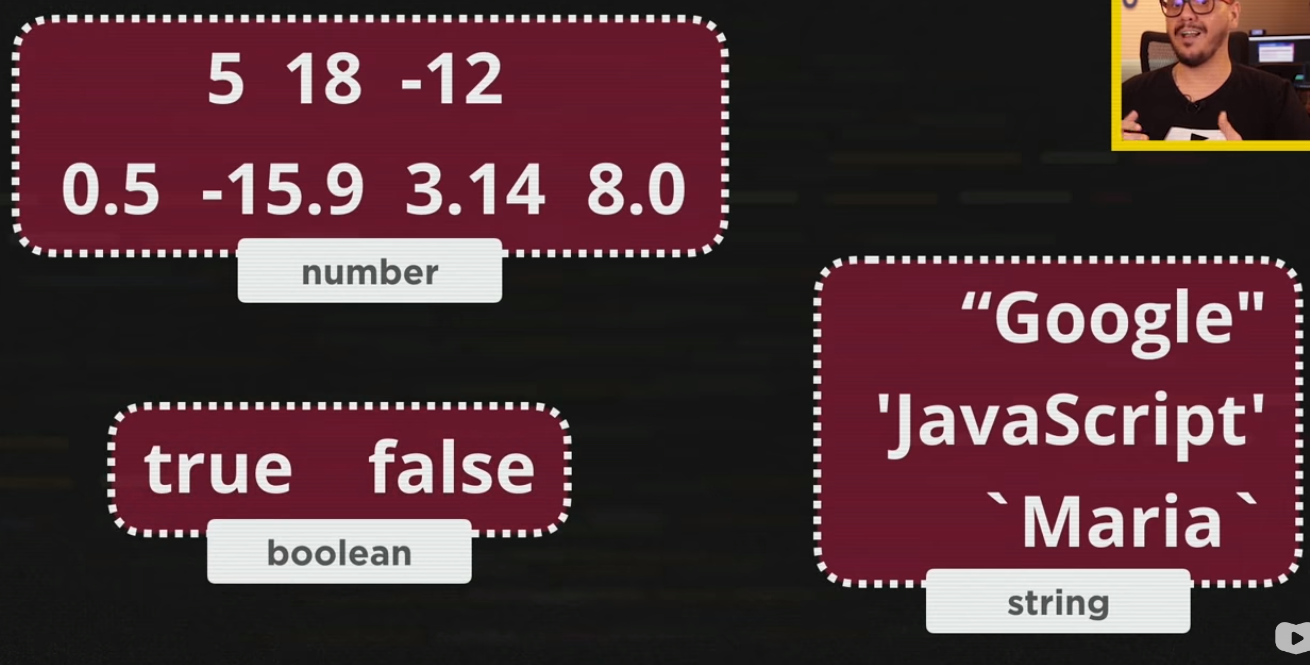 5 18 -12
0.5 -15.9 3.14 8.0
number
true false
boolean
“Google"
'JavaScript'
`Maria`
string